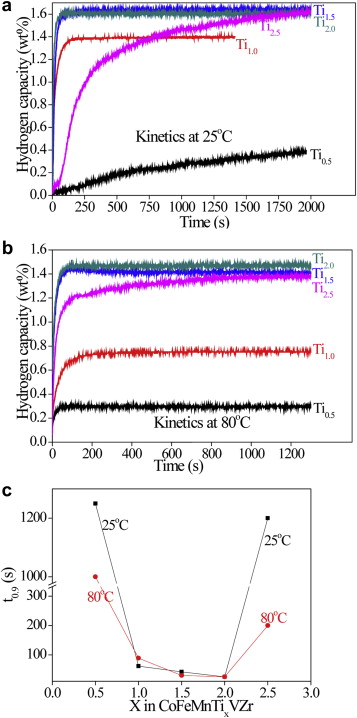 a
Hydrogen capacity (wt%)
1.6
1.4
1.2
1.0
0.8
0.6
0.4
0.2
0.0
Ti1.5
Ti2.0
Ti2.5
Ti1.0
Kinetics at 25°C
Ti0.5
0 250 500 750 1000 1250 1500 1750 2000
Time (s)
b
Hydrogen capacity (wt%)
1.6
1.4
1.2
1.0
0.8
0.6
0.4
0.2
0.0
Ti2.0
Ti1.5
Ti2.5
Ti1.0
Ti0.5
Kinetics at 80°C
0 200 400 600 800 1000 1200
Time (s)
c
t0.9 (s)
1200
1000
300
200
100
25°C
25°C
80°C
80°C
0.0 0.5 1.0 1.5 2.0 2.5 3.0
X in CoFeMnTixVZr